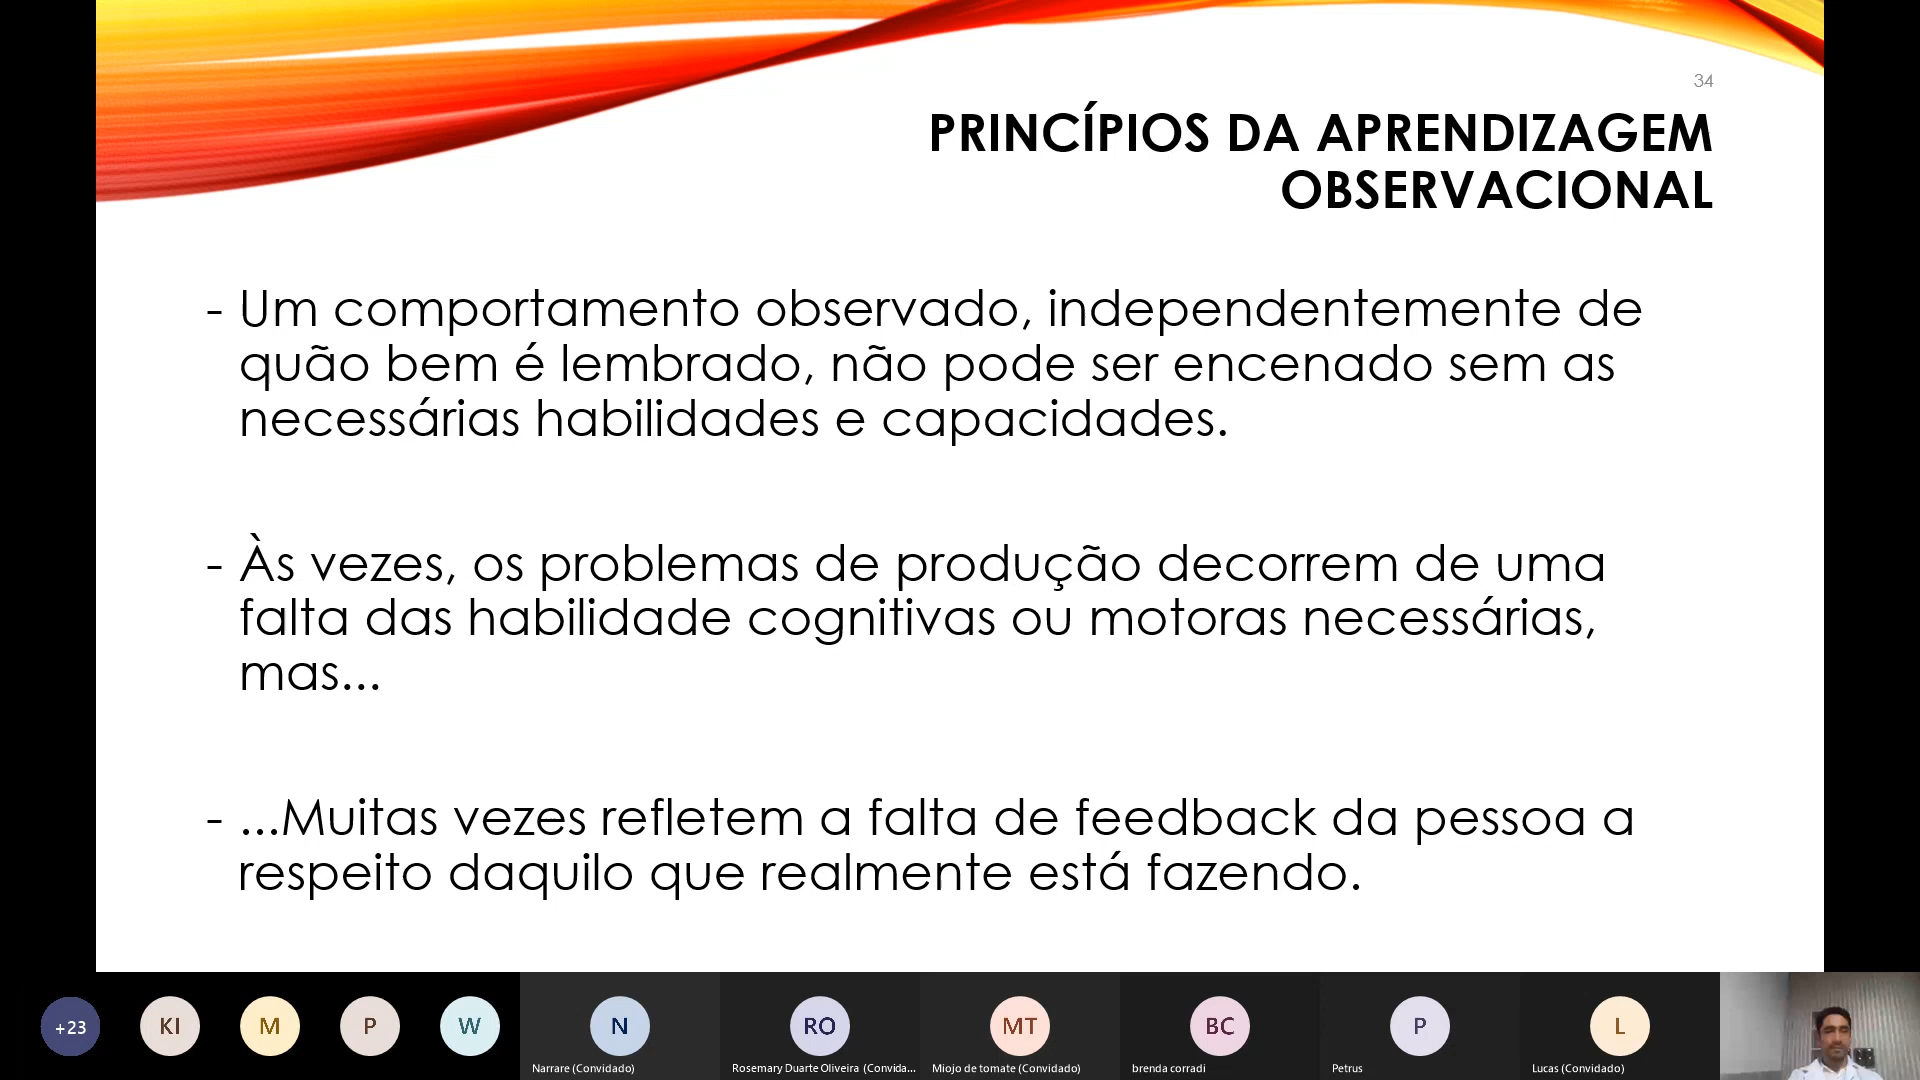 34
PRINCÍPIOS DA APRENDIZAGEM
OBSERVACIONAL
- Um comportamento observado, independentemente de
quão bem é lembrado, não pode ser encenado sem as
necessárias habilidades e capacidades.
- Às vezes, os problemas de produção decorrem de uma
falta das habilidade cognitivas ou motoras necessárias,
mas...
- ...Muitas vezes refletem a falta de feedback da pessoa a
respeito daquilo que realmente está fazendo.
+23
KI
M
P
W
N
RO
MT
BC
P
L
Narrare (Convidado)
Rosemary Duarte Oliveira (Convida...
Miojo de tomate (Convidado)
brenda corradi
Petrus
Lucas (Convidado)